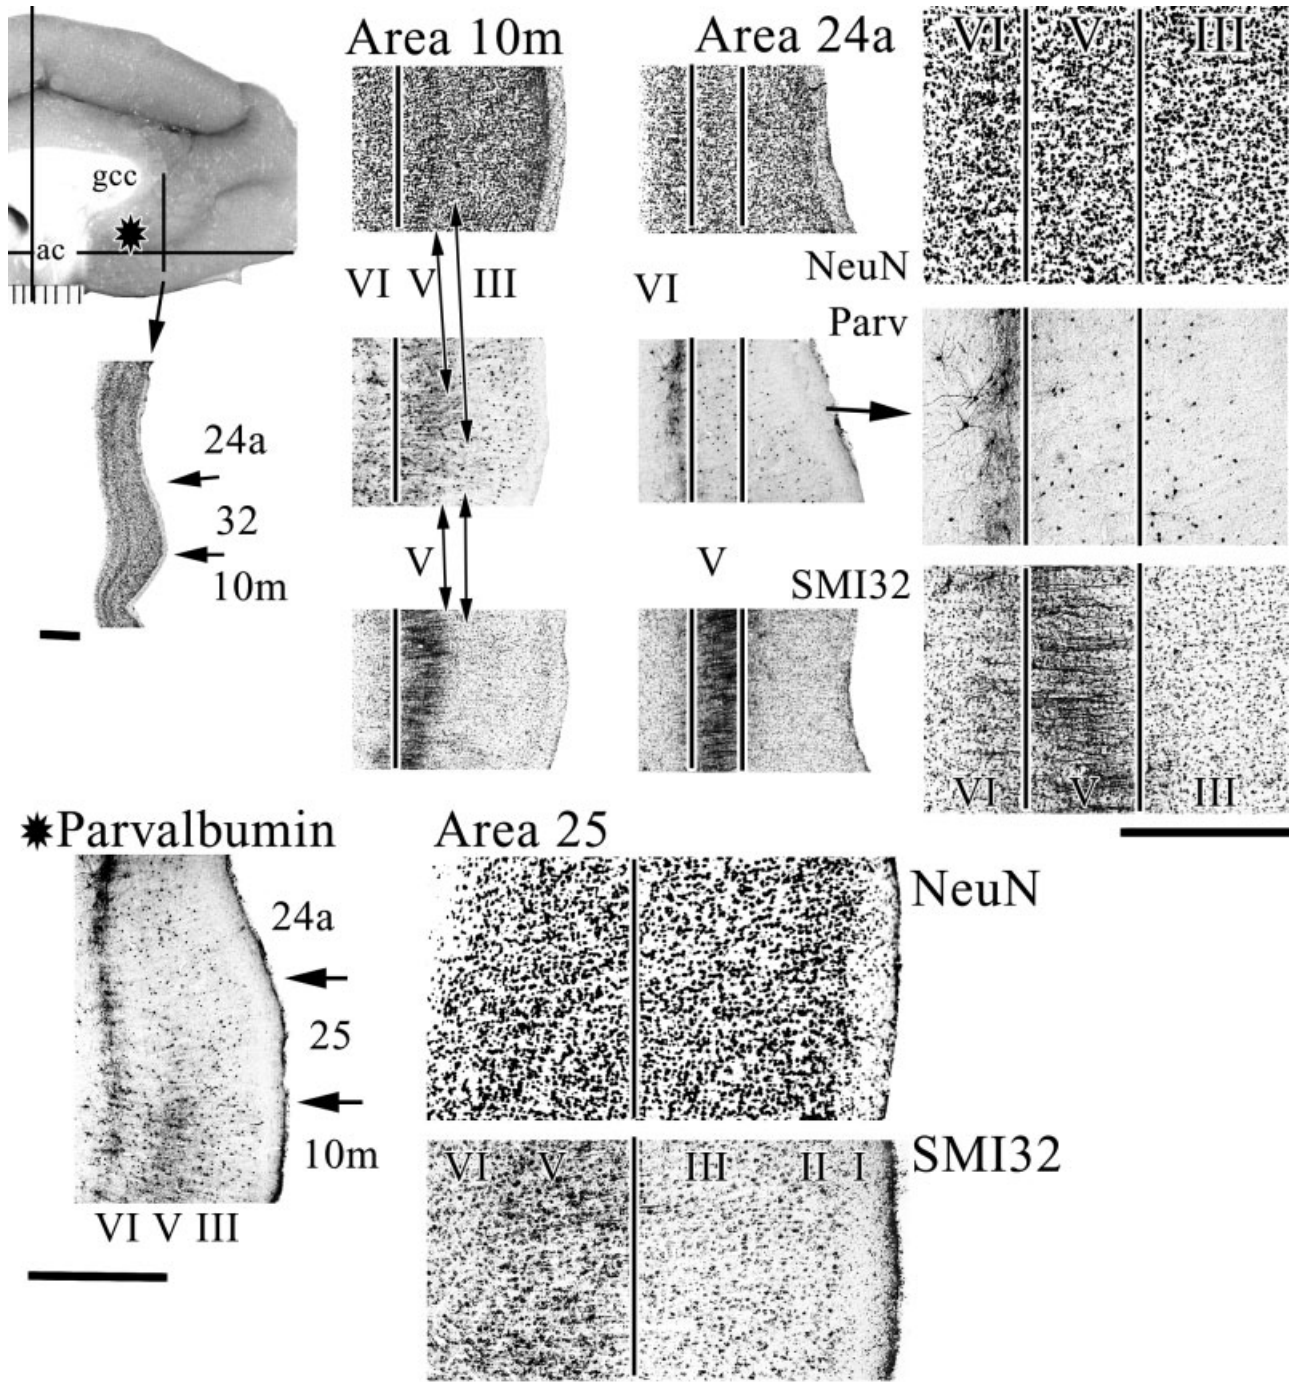 gcc
ac
24a
32
10m
Area 10m
Area 24a
VI V III
NeuN
VI V III
VI
Parv
V
V
SMI32
VI V III
✹Parvalbumin
24a
25
10m
VI V III
Area 25
NeuN
SMI32
VI V III II I